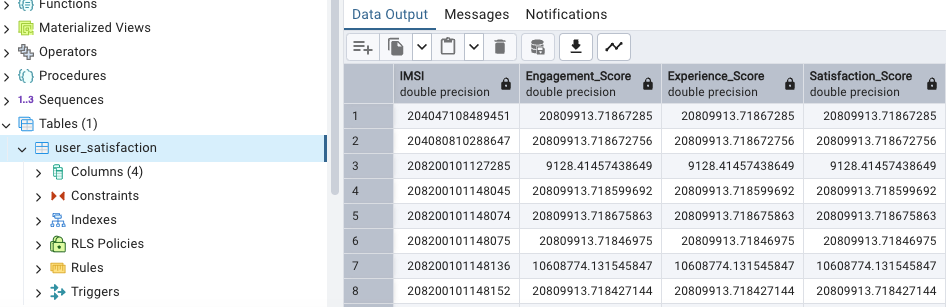 Functions
Materialized Views
Operators
Procedures
1..3 Sequences
Tables (1)
user_satisfaction
Columns (4)
Constraints
Indexes
RLS Policies
Rules
Triggers
Data Output Messages Notifications
IMSI Engagement_Score Experience_Score Satisfaction_Score
double precision double precision double precision double precision
1 204047108489451 20809913.71867285 20809913.71867285 20809913.71867285
2 204080810288647 20809913.718672756 20809913.718672756 20809913.718672756
3 208200101127285 9128.41457438649 9128.41457438649 9128.41457438649
4 208200101148045 20809913.718599692 20809913.718599692 20809913.718599692
5 208200101148074 20809913.718675863 20809913.718675863 20809913.718675863
6 208200101148075 20809913.71846975 20809913.71846975 20809913.71846975
7 208200101148136 10608774.131545847 10608774.131545847 10608774.131545847
8 208200101148152 20809913.718427144 20809913.718427144 20809913.718427144